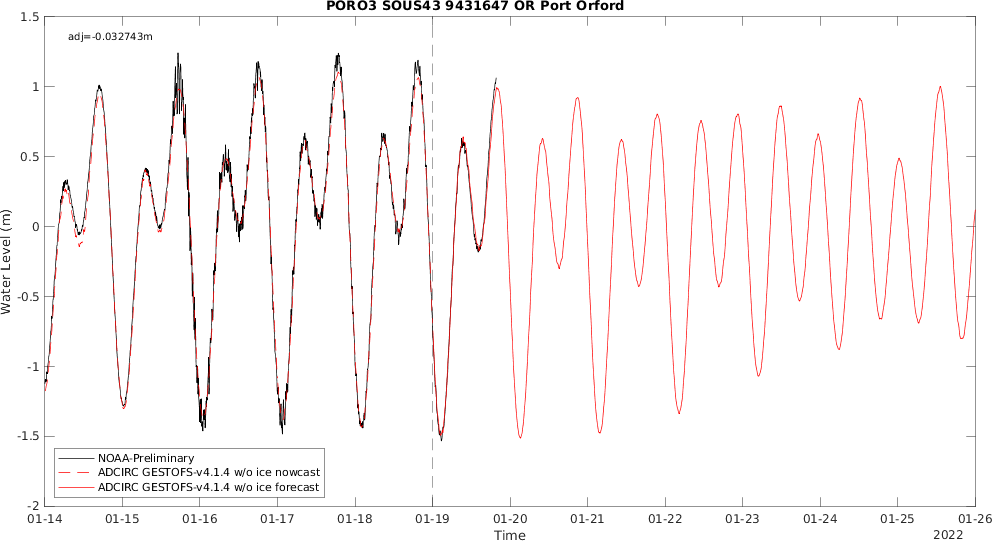 PORO3 SOUS43 9431647 OR Port Orford
adj=-0.032743m
1.5
1
0.5
0
-0.5
-1
-1.5
-2
Water Level (m)
NOAA-Preliminary
ADCIRC GESTOFS-v4.1.4 w/o ice nowcast
ADCIRC GESTOFS-v4.1.4 w/o ice forecast
01-14 01-15 01-16 01-17 01-18 01-19 01-20 01-21 01-22 01-23 01-24 01-25 01-26
Time
2022